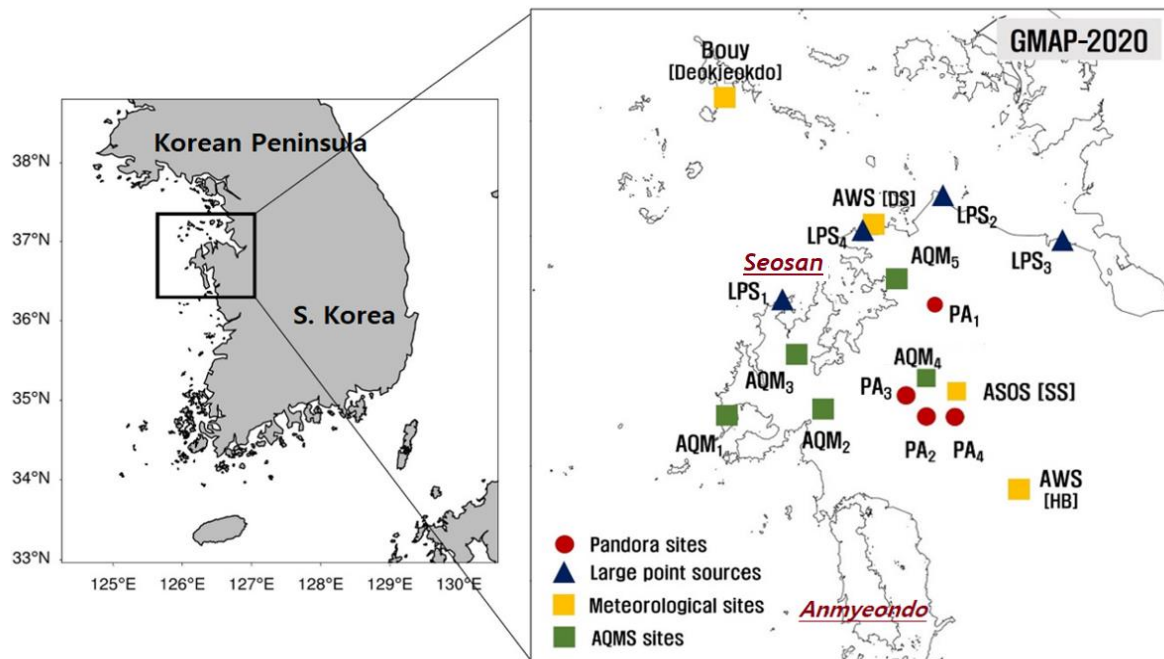 Korean Peninsula
S. Korea
38°N
37°N
36°N
35°N
34°N
33°N
125°E
126°E
127°E
128°E
129°E
130°E
GMAP-2020
Bouy
[Deokjeokdo]
AWS [DS]
LPS2
LPS4
LPS3
AQM5
Seosan
LPS1
PA1
AQM4
AQM3
PA3
ASOS [SS]
AQM1
AQM2
PA2
PA4
AWS
[HB]
Pandora sites
Large point sources
Meteorological sites
AQMS sites
Anmyeondo